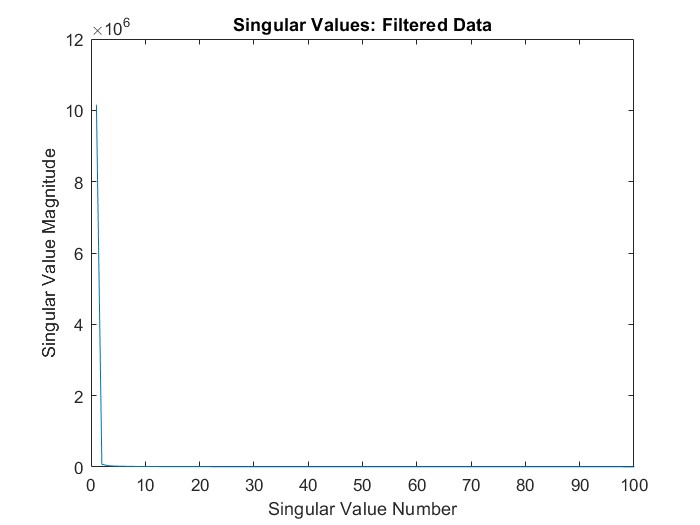 Singular Values: Filtered Data
×10^6
12
10
8
6
4
2
0
Singular Value Magnitude
0 10 20 30 40 50 60 70 80 90 100
Singular Value Number